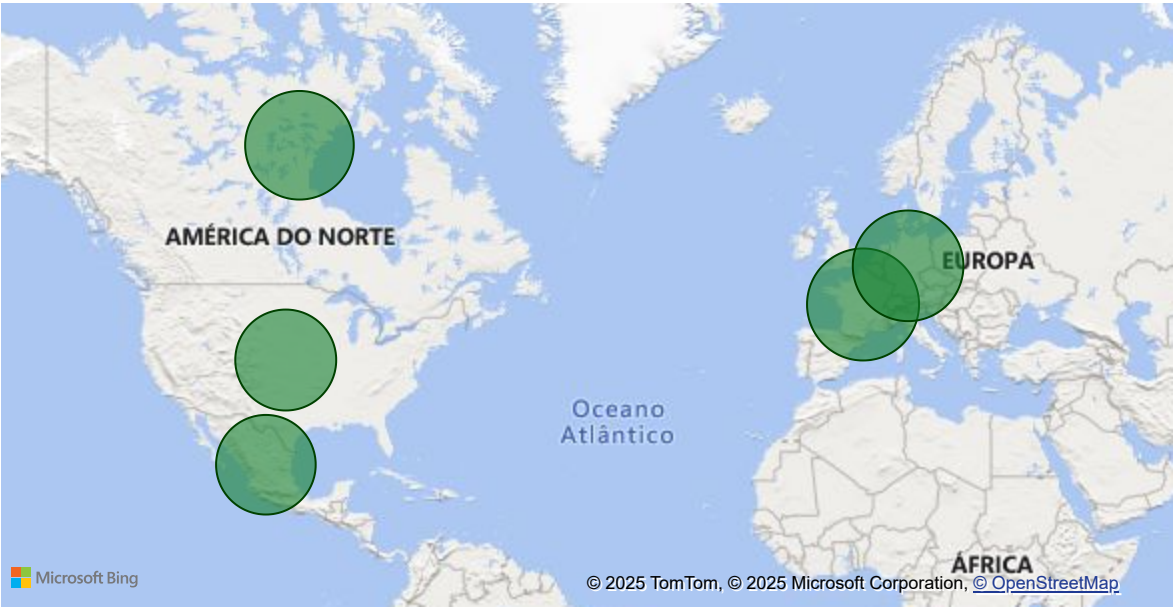 AMÉRICA DO NORTE
EUROPA
Oceano
Atlântico
ÁFRICA
Microsoft Bing
© 2025 TomTom, © 2025 Microsoft Corporation, © OpenStreetMap